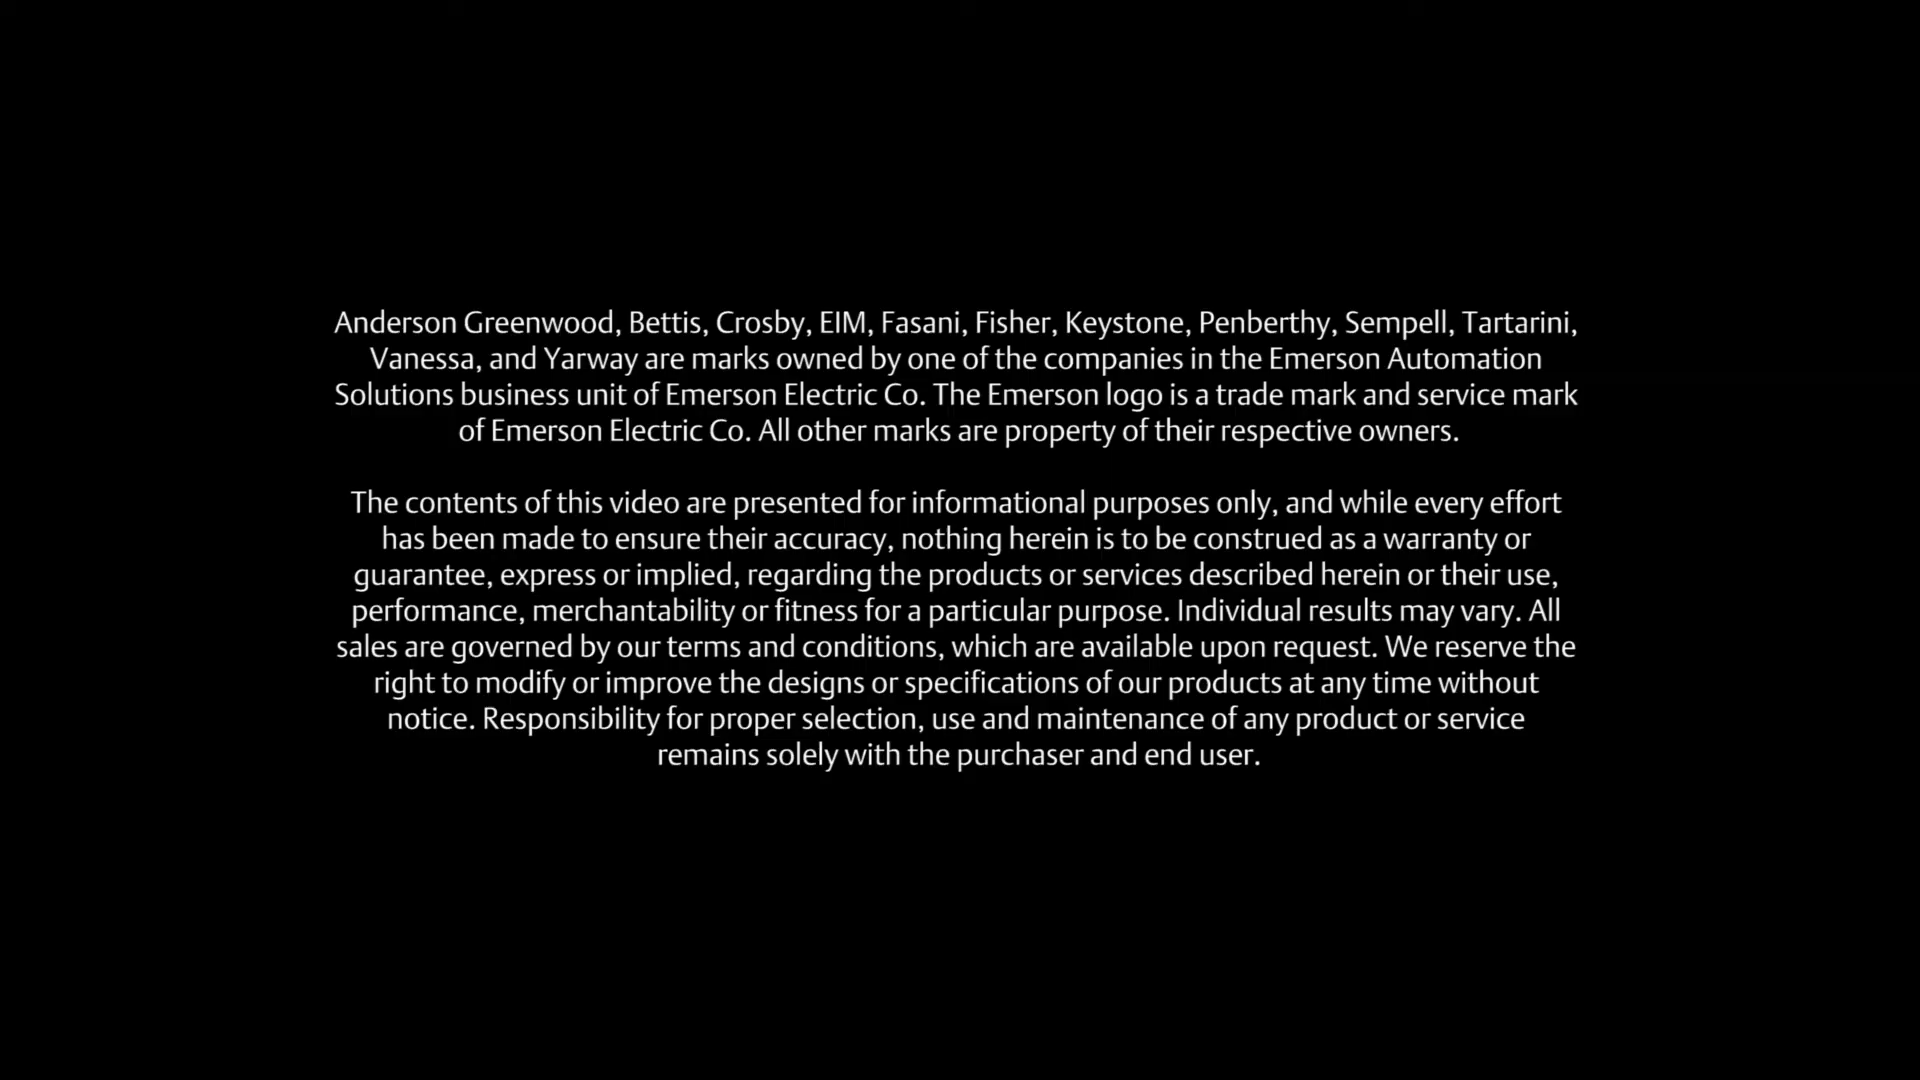 Anderson Greenwood, Bettis, Crosby, EIM, Fasani, Fisher, Keystone, Penberthy, Sempell, Tartarini,
Vanessa, and Yarway are marks owned by one of the companies in the Emerson Automation
Solutions business unit of Emerson Electric Co. The Emerson logo is a trade mark and service mark
of Emerson Electric Co. All other marks are property of their respective owners.
The contents of this video are presented for informational purposes only, and while every effort
has been made to ensure their accuracy, nothing herein is to be construed as a warranty or
guarantee, express or implied, regarding the products or services described herein or their use,
performance, merchantability or fitness for a particular purpose. Individual results may vary. All
sales are governed by our terms and conditions, which are available upon request. We reserve the
right to modify or improve the designs or specifications of our products at any time without
notice. Responsibility for proper selection, use and maintenance of any product or service
remains solely with the purchaser and end user.